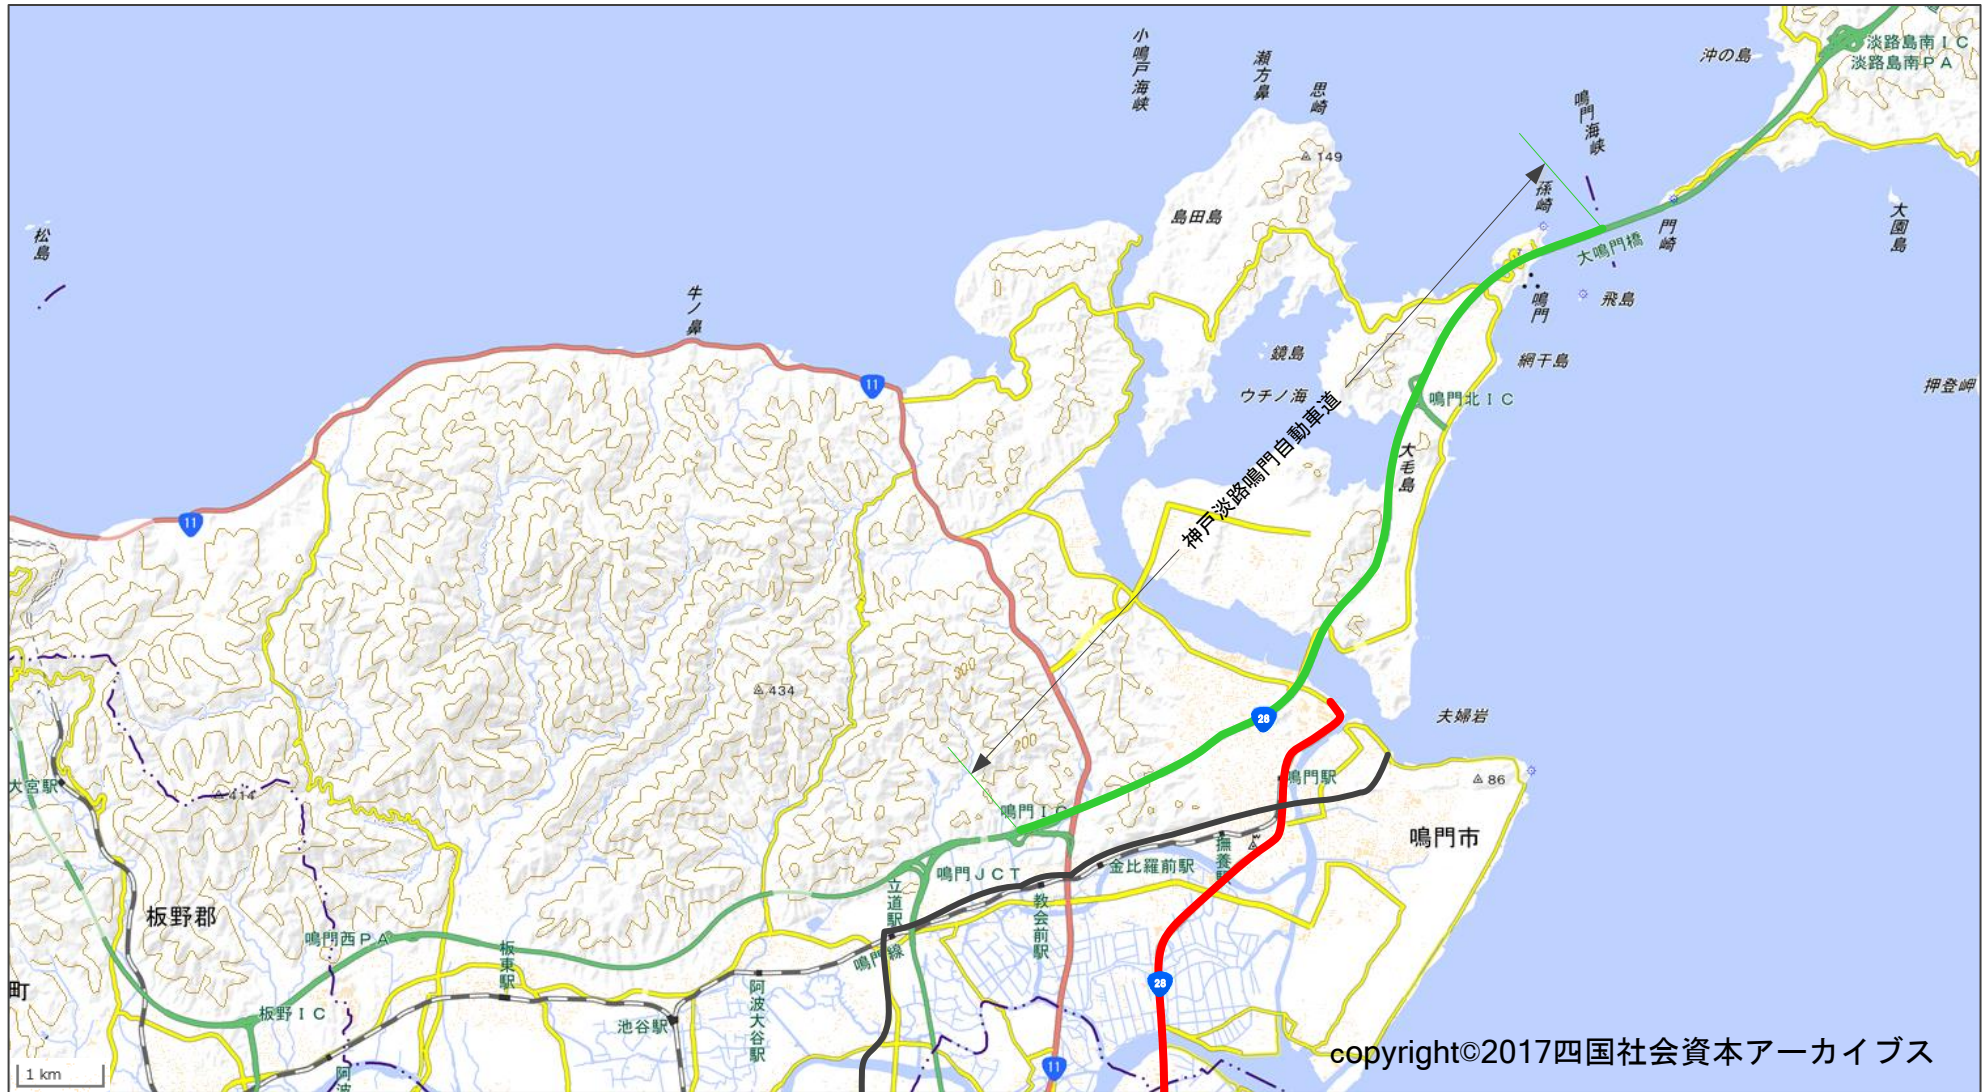 小鳴戸海峡
瀬方鼻
思崎
沖の島
淡路島南ＩＣ
淡路島南ＰＡ
鳴門海峡
149
孫崎
島田島
松島
門崎
大園島
大鳴門橋
牛ノ鼻
飛島
鳴門
鏡島
網干島
11
ウチノ海
鳴門北ＩＣ
押登岬
神戸淡路鳴門自動車道
大毛島
11
300
434
28
夫婦岩
200
鳴門駅
86
大宮駅
414
鳴門ＩＣ
鳴門市
撫養駅
金比羅前駅
鳴門ＪＣＴ
立道駅
教会前駅
板野郡
鳴門西ＰＡ
板東駅
鳴門線
町
阿波大谷駅
28
板野ＩＣ
池谷駅
copyright©2017四国社会資本アーカイブス
11
1 km
阿波